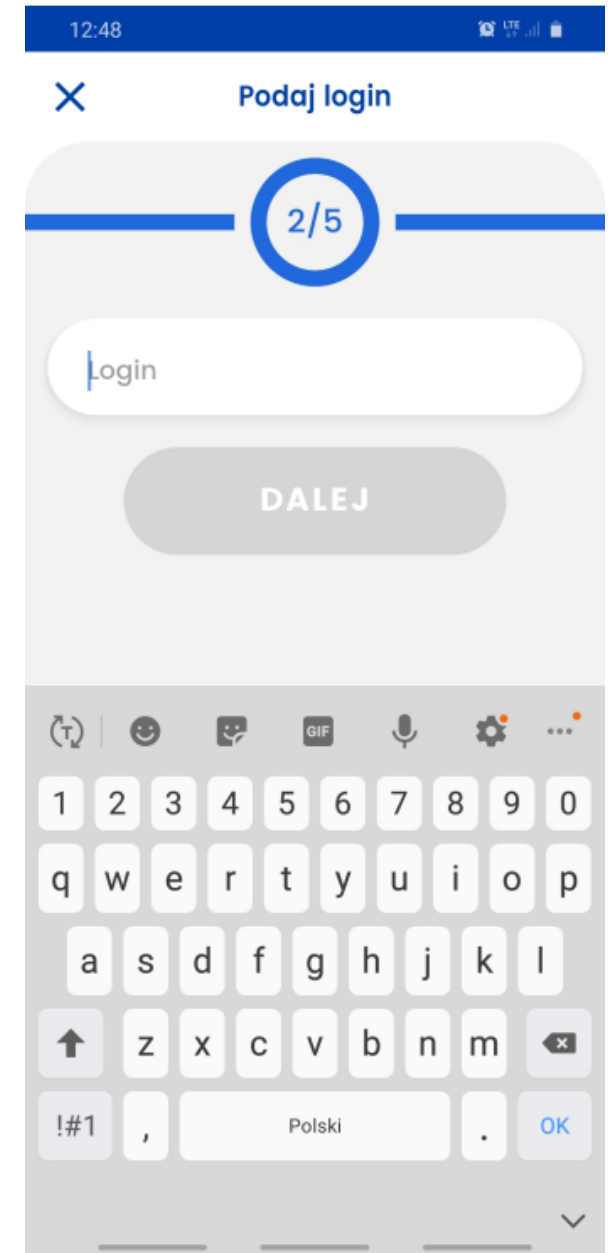 12:48 LTE
Podaj login
2/5
Login
DALEJ
T GIF
1 2 3 4 5 6 7 8 9 0
q w e r t y u i o p
a s d f g h j k l
z x c v b n m
!#1 , Polski . OK